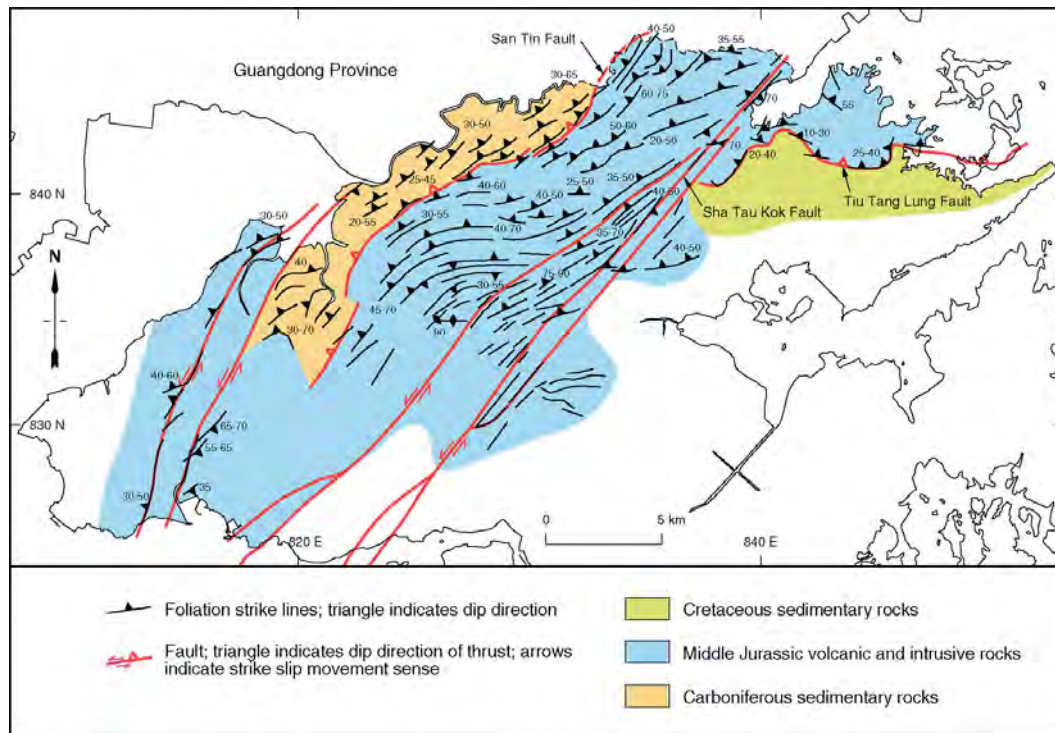 40-50
35-55
San Tin Fault
Guangdong Province
30-65
60-75
70
55
30-50
50-60
20-50
70
10-30
20-40
25-40
25-45
35-50
840 N
40-60
25-50
40-50
Tiu Tang Lung Fault
Sha Tau Kok Fault
20-55
30-55
30-50
40-70
35-70
40-50
N
40
75-90
30-55
45-70
30-70
90
40-60
830 N
65-70
55-65
35
30-50
0 5 km
820 E
840 E
Foliation strike lines; triangle indicates dip direction
Fault; triangle indicates dip direction of thrust; arrows
indicate strike slip movement sense
Cretaceous sedimentary rocks
Middle Jurassic volcanic and intrusive rocks
Carboniferous sedimentary rocks